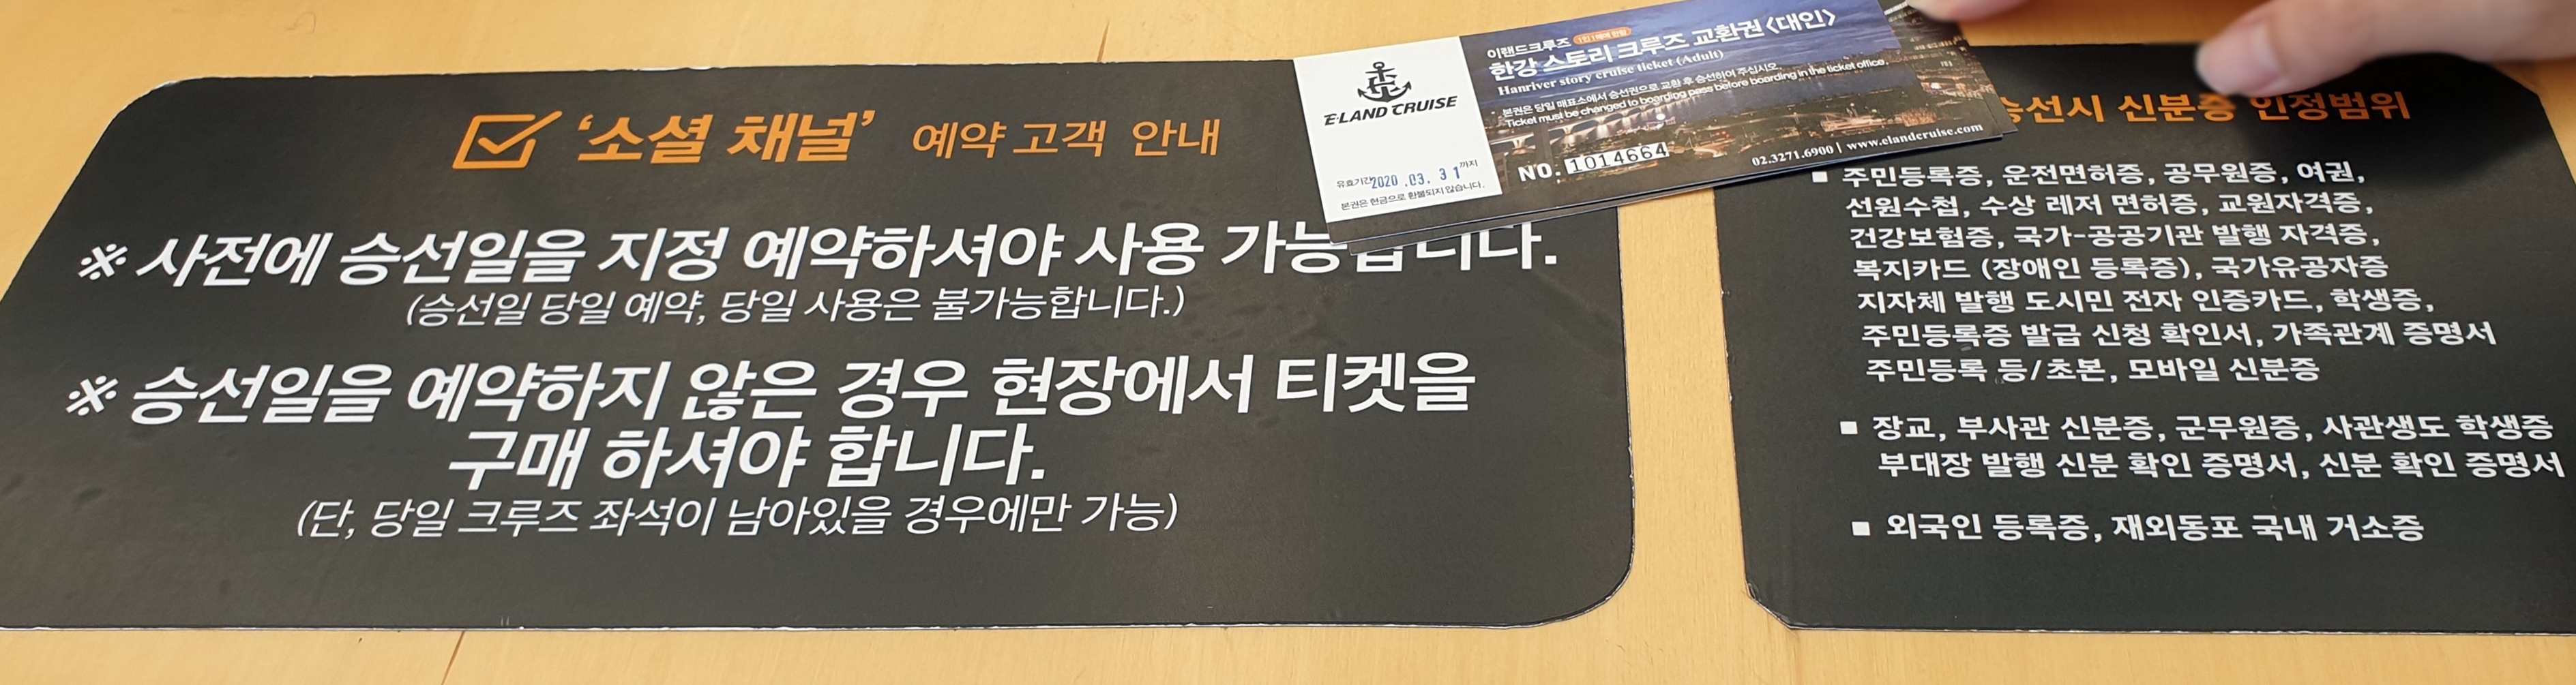 '소셜 채널' 예약 고객 안내
※ 사전에 승선일을 지정 예약하셔야 사용 가능합니다.
(승선일 당일 예약, 당일 사용은 불가능합니다.)
※ 승선일을 예약하지 않은 경우 현장에서 티켓을
구매 하셔야 합니다.
(단, 당일 크루즈 좌석이 남아있을 경우에만 가능)
E·LAND CRUISE
유효기간 2020.03.31 까지
본권은 현금으로 환불되지 않습니다.
이랜드크루즈
한강 스토리 크루즈 교환권 <대인>
Hanriver story cruise ticket (Adult)
본권은 당일 매표소에서 승선권으로 교환 후 승선하여 주십시오.
Ticket must be changed to boarding pass before boarding in the ticket office.
NO. 1014664
02.3271.6900 | www.elandcruise.com
승선시 신분증 인정범위
■ 주민등록증, 운전면허증, 공무원증, 여권,
선원수첩, 수상 레저 면허증, 교원자격증,
건강보험증, 국가-공공기관 발행 자격증,
복지카드 (장애인 등록증), 국가유공자증
지자체 발행 도시민 전자 인증카드, 학생증,
주민등록증 발급 신청 확인서, 가족관계 증명서
주민등록 등/초본, 모바일 신분증
■ 장교, 부사관 신분증, 군무원증, 사관생도 학생증
부대장 발행 신분 확인 증명서, 신분 확인 증명서
■ 외국인 등록증, 재외동포 국내 거소증